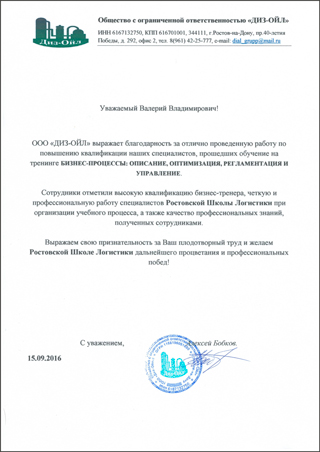 Диз-Ойл
Общество с ограниченной ответственностью «ДИЗ-ОЙЛ»
ИНН 6167132750, КПП 616701001, 344111, г.Ростов-на-Дону, пр.40-летия
Победы, д. 292, офис 2, тел. 8(961) 42-25-777, e-mail: dial_grupp@mail.ru
Уважаемый Валерий Владимирович!
ООО «ДИЗ-ОЙЛ» выражает благодарность за отлично проведенную работу по
повышению квалификации наших специалистов, прошедших обучение на
тренинге БИЗНЕС-ПРОЦЕССЫ: ОПИСАНИЕ, ОПТИМИЗАЦИЯ, РЕГЛАМЕНТАЦИЯ И
УПРАВЛЕНИЕ.
Сотрудники отметили высокую квалификацию бизнес-тренера, четкую и
профессиональную работу специалистов Ростовской Школы Логистики при
организации учебного процесса, а также качество профессиональных знаний,
полученных сотрудниками.
Выражаем свою признательность за Ваш плодотворный труд и желаем
Ростовской Школе Логистики дальнейшего процветания и профессиональных
побед!
С уважением,
Алексей Бобков.
15.09.2016
Диз-Ойл